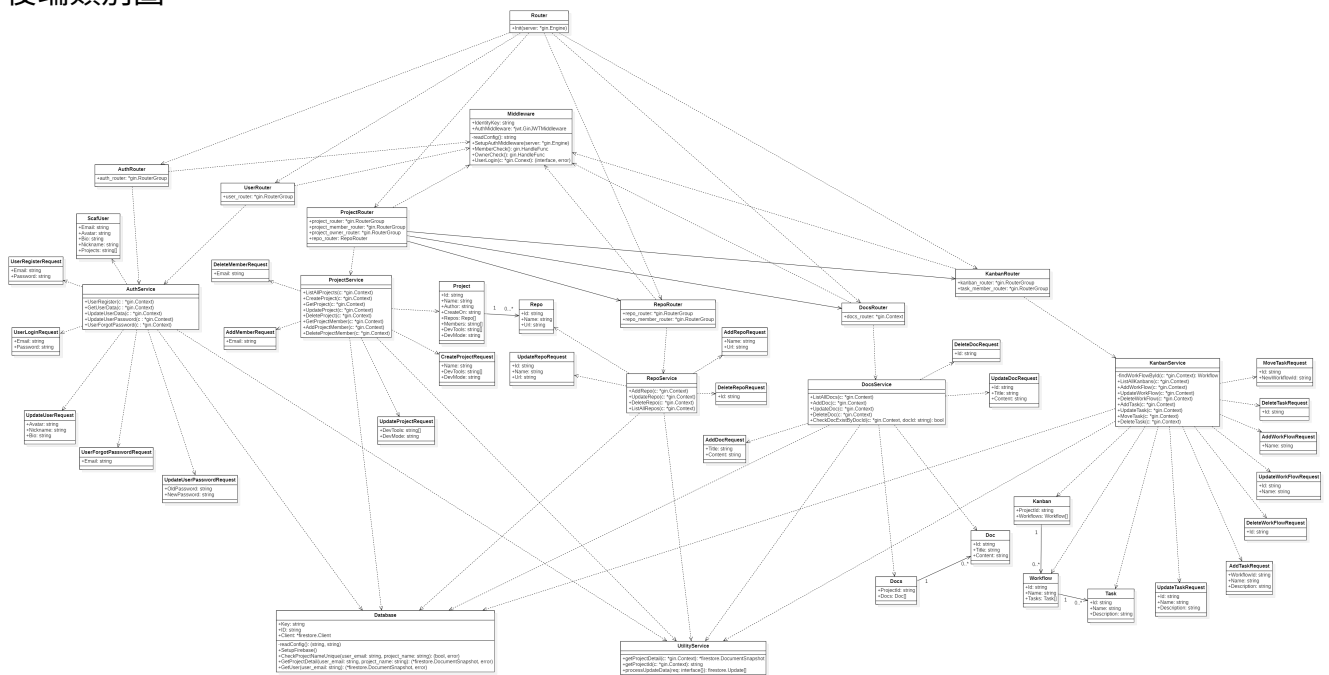 後端類別圖
Router
+Init(server: *gin.Engine)
Middleware
+IdentityKey: string
+AuthMiddleware: *jwt.GinJWTMiddleware
-readConfig(): string
+SetupAuthMiddleware(server: *gin.Engine)
+MemberCheck(): gin.HandleFunc
+OwnerCheck(): gin.HandleFunc
+UserLogin(c: *gin.Conext): (interface, error)
AuthRouter
+auth_router: *gin.RouterGroup
UserRouter
+user_router: *gin.RouterGroup
ProjectRouter
+project_router: *gin.RouterGroup
+project_member_router: *gin.RouterGroup
+project_owner_router: *gin.RouterGroup
+repo_router: RepoRouter
ScafUser
+Email: string
+Avatar: string
+Bio: string
+Nickname: string
+Projects: string[]
UserRegisterRequest
+Email: string
+Password: string
AuthService
+UserRegister(c : *gin.Context)
+GetUserData(c : *gin.Context)
+UpdateUserData(c : *gin.Context)
+UpdateUserPassword(c : *gin.Context)
+UserForgotPassword(c : *gin.Context)
UserLoginRequest
+Email: string
+Password: string
UpdateUserRequest
+Avatar: string
+Nickname: string
+Bio: string
UserForgotPasswordRequest
+Email: string
UpdateUserPasswordRequest
+OldPassword: string
+NewPassword: string
DeleteMemberRequest
+Email: string
AddMemberRequest
+Email: string
ProjectService
+ListAllProjects(c: *gin.Context)
+CreateProject(c: *gin.Context)
+GetProject(c: *gin.Context)
+UpdateProject(c: *gin.Context)
+DeleteProject(c: *gin.Context)
+GetProjectMember(c: *gin.Context)
+AddProjectMember(c: *gin.Context)
+DeleteProjectMember(c: *gin.Context)
Project
+Id: string
+Name: string
+Author: string
+CreateOn: string
+Repos: Repo[]
+Members: string[]
+DevTools: string[]
+DevMode: string
1
0..*
Repo
+Id: string
+Name: string
+Url: string
CreateProjectRequest
+Name: string
+DevTools: string[]
+DevMode: string
UpdateProjectRequest
+DevTools: string[]
+DevMode: string
UpdateRepoRequest
+Id: string
+Name: string
+Url: string
RepoRouter
+repo_router: *gin.RouterGroup
+repo_member_router: *gin.RouterGroup
AddRepoRequest
+Name: string
+Url: string
RepoService
+AddRepo(c: *gin.Context)
+UpdateRepo(c: *gin.Context)
+DeleteRepo(c: *gin.Context)
+ListAllRepo(c: *gin.Context)
DeleteRepoRequest
+Id: string
DocsRouter
+docs_router: *gin.Context
DeleteDocRequest
+Id: string
DocsService
+ListAllDocs(c: *gin.Context)
+AddDoc(c: *gin.Context)
+UpdateDoc(c: *gin.Context)
+DeleteDoc(c: *gin.Context)
+CheckDocExistByDocId(c: *gin.Context, docId: string): bool
UpdateDocRequest
+Id: string
+Title: string
+Content: string
AddDocRequest
+Title: string
+Content: string
KanbanRouter
+kanban_router: *gin.RouterGroup
+task_member_router: *gin.RouterGroup
KanbanService
-findWorkFlowById(c: *gin.Context): Workflow
+ListAllKanbans(c: *gin.Context)
+AddWorkFlow(c: *gin.Context)
+UpdateWorkFlow(c: *gin.Context)
+DeleteWorkFlow(c: *gin.Context)
+AddTask(c: *gin.Context)
+UpdateTask(c: *gin.Context)
+MoveTask(c: *gin.Context)
+DeleteTask(c: *gin.Context)
MoveTaskRequest
+Id: string
+NewWorkflowId: string
DeleteTaskRequest
+Id: string
AddWorkFlowRequest
+Name: string
UpdateWorkFlowRequest
+Id: string
+Name: string
DeleteWorkFlowRequest
+Id: string
AddTaskRequest
+WorkflowId: string
+Name: string
+Description: string
UpdateTaskRequest
+Id: string
+Name: string
+Description: string
Kanban
+ProjectId: string
+Workflows: Workflow[]
1
0..*
Workflow
+Id: string
+Name: string
+Tasks: Task[]
1
0..*
Task
+Id: string
+Name: string
+Description: string
Doc
+Id: string
+Title: string
+Content: string
Docs
+ProjectId: string
+Docs: Doc[]
1
0..*
Database
+Key: string
+ID: string
+Client: *firestore.Client
-readConfig(): (string, string)
+SetupFirebase()
+CheckProjectNameUnique(user_email: string, project_name: string): (bool, error)
+GetProjectDetail(user_email: string, project_name: string): (*firestore.DocumentSnapshot, error)
+GetUser(user_email: string): (*firestore.DocumentSnapshot, error)
UtilityService
+getProjectDetail(c: *gin.Context): *firestore.DocumentSnapshot
+getProjectId(c: *gin.Context): string
+processUpdateData(req: interface{}): firestore.Update[]